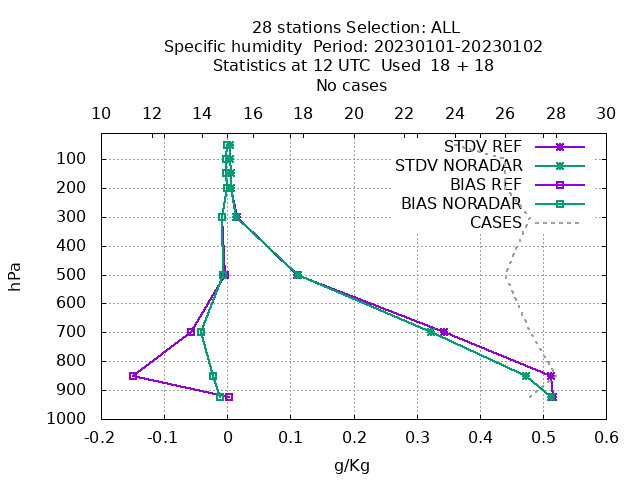 28 stations Selection: ALL
Specific humidity  Period: 20230101-20230102
Statistics at 12 UTC  Used  18 + 18
No cases
10 12 14 16 18 20 22 24 26 28 30
STDV REF
STDV NORADAR
BIAS REF
BIAS NORADAR
CASES
hPa
100
200
300
400
500
600
700
800
900
1000
-0.2 -0.1 0 0.1 0.2 0.3 0.4 0.5 0.6
g/Kg